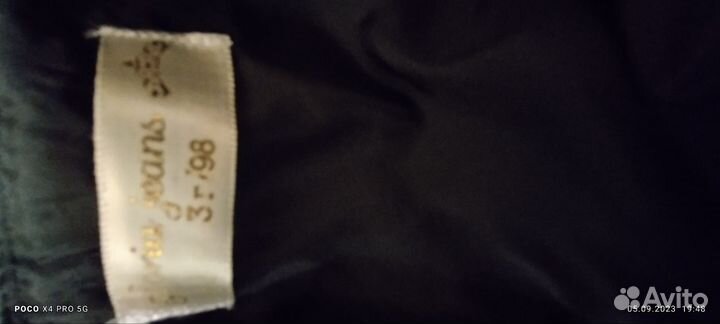 jeans
3г/98
POCO X4 PRO 5G
Avito
05.09.2023 19:48